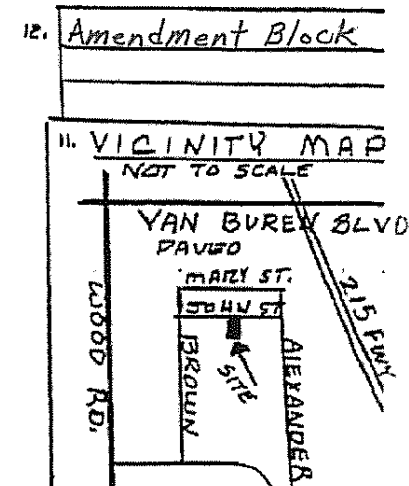 12. Amendment Block
11. VICINITY MAP
NOT TO SCALE
VAN BUREN BLVD
PAVED
MARY ST.
JOHN ST
215 FWY
WOOD RD.
BROWN
SITE
ALEXANDER